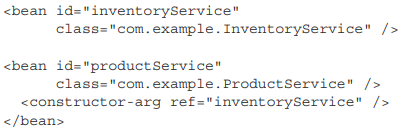 <bean id="inventoryService"
      class="com.example.InventoryService" />

<bean id="productService"
      class="com.example.ProductService" />
  <constructor-arg ref="inventoryService" />
</bean>